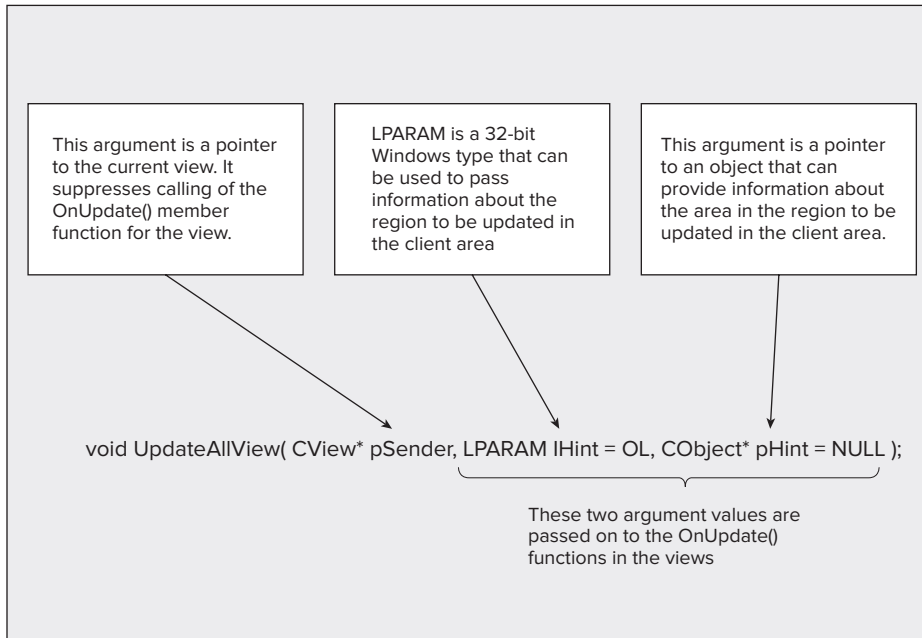 This argument is a pointer
to the current view. It
suppresses calling of the
OnUpdate() member
function for the view.
LPARAM is a 32-bit
Windows type that can
be used to pass
information about the
region to be updated in
the client area
This argument is a pointer
to an object that can
provide information about
the area in the region to be
updated in the client area.
void UpdateAllView( CView* pSender, LPARAM lHint = OL, CObject* pHint = NULL );
These two argument values are
passed on to the OnUpdate()
functions in the views